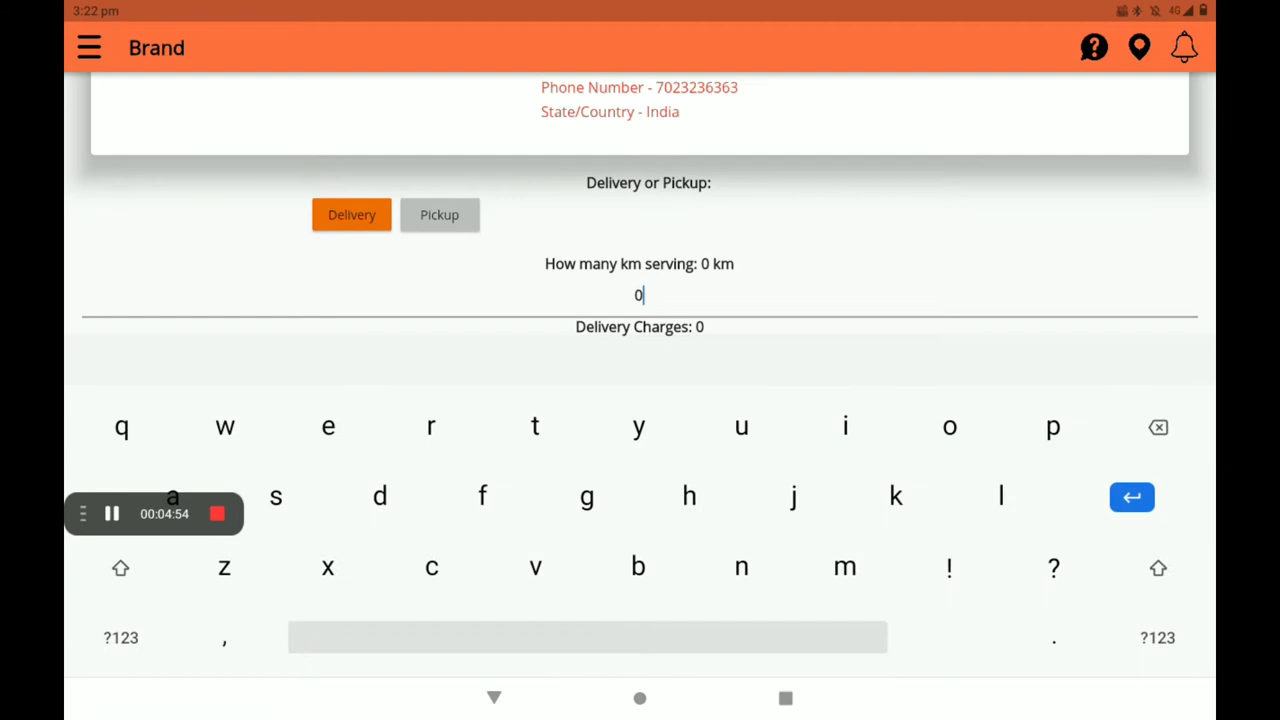 3:22 pm
4G
Brand
Phone Number - 7023236363
State/Country - India
Delivery or Pickup:
Delivery Pickup
How many km serving: 0 km
0
Delivery Charges: 0
q w e r t y u i o p
a s d f g h j k l
00:04:54
z x c v b n m ! ?
?123 , . ?123